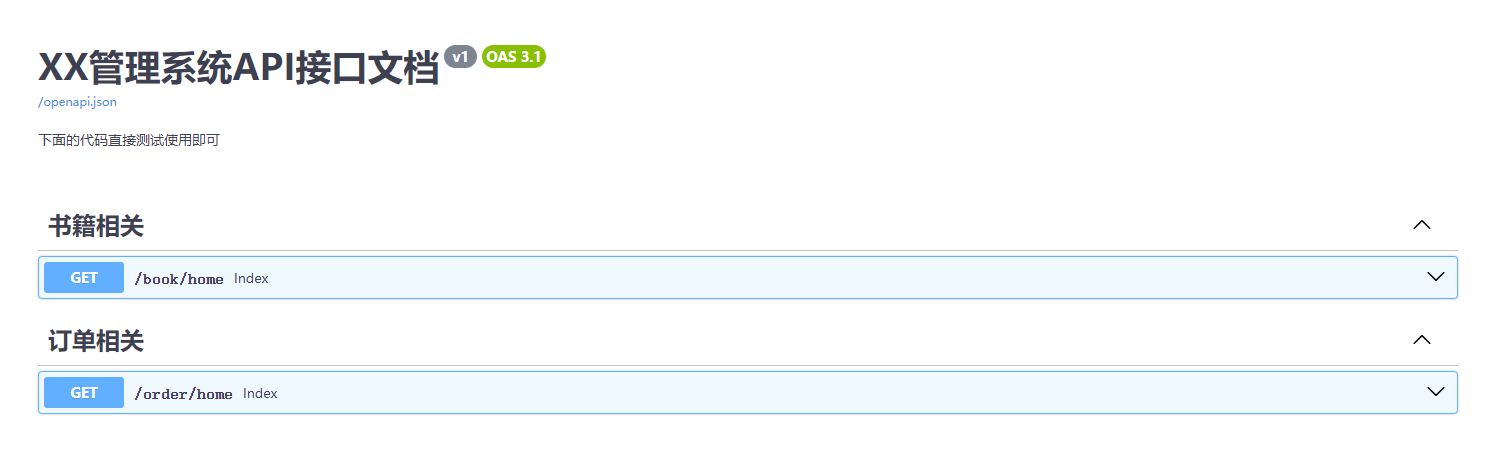 XX管理系统API接口文档 v1 OAS 3.1
/openapi.json
下面的代码直接测试使用即可
书籍相关
GET /book/home Index
订单相关
GET /order/home Index